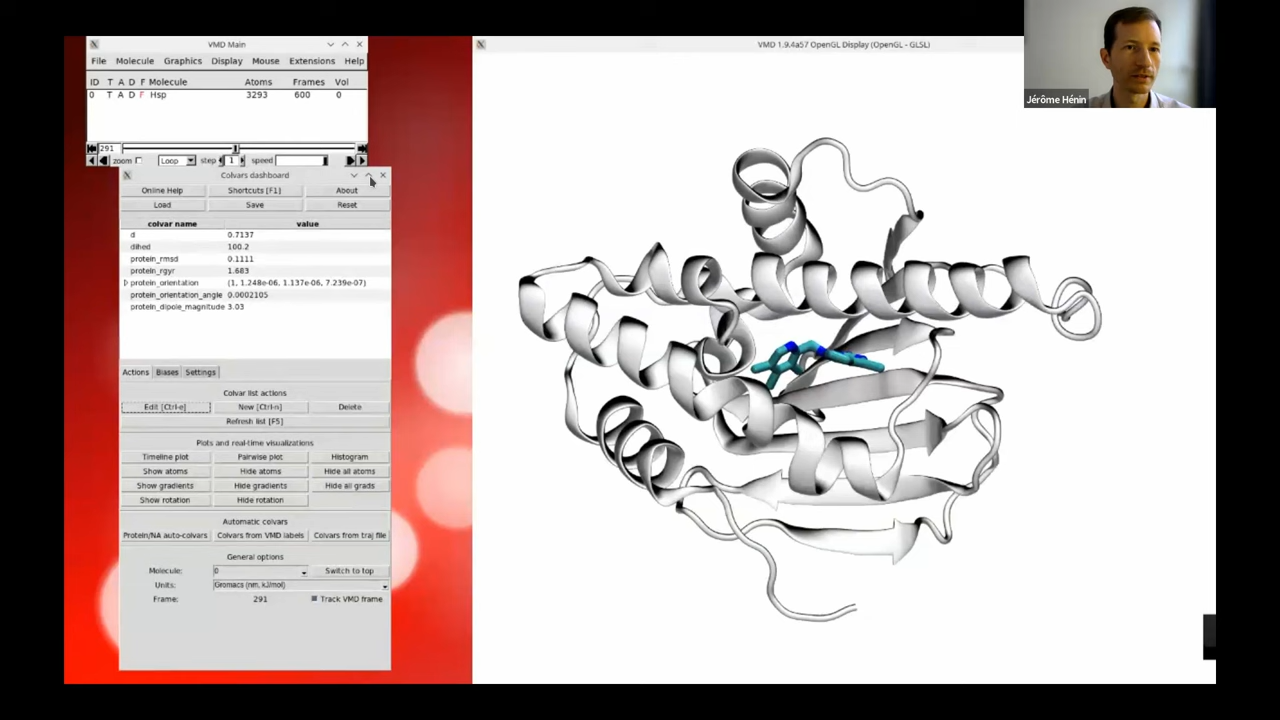 VMD Main
File Molecule Graphics Display Mouse Extensions Help
ID T A D F Molecule Atoms Frames Vol
0 T A D F Hsp 3293 600 0
291
zoom Loop step 1 speed
Colvars dashboard
Online Help Shortcuts [F1] About
Load Save Reset
colvar name value
d 0.7137
dihed 100.2
protein_rmsd 0.1111
protein_rgyr 1.683
protein_orientation (1, 1.248e-06, 1.137e-06, 7.239e-07)
protein_orientation_angle 0.0002105
protein_dipole_magnitude 3.03
Actions Biases Settings
Colvar list actions
Edit [Ctrl-e] New [Ctrl-n] Delete
Refresh list [F5]
Plots and real-time visualizations
Timeline plot Pairwise plot Histogram
Show atoms Hide atoms Hide all atoms
Show gradients Hide gradients Hide all grads
Show rotation Hide rotation
Automatic colvars
Protein/NA auto-colvars Colvars from VMD labels Colvars from traj file
General options
Molecule: 0 Switch to top
Units: Gromacs (nm, kJ/mol)
Frame: 291 Track VMD frame
VMD 1.9.4a57 OpenGL Display (OpenGL - GLSL)
Jérôme Hénin